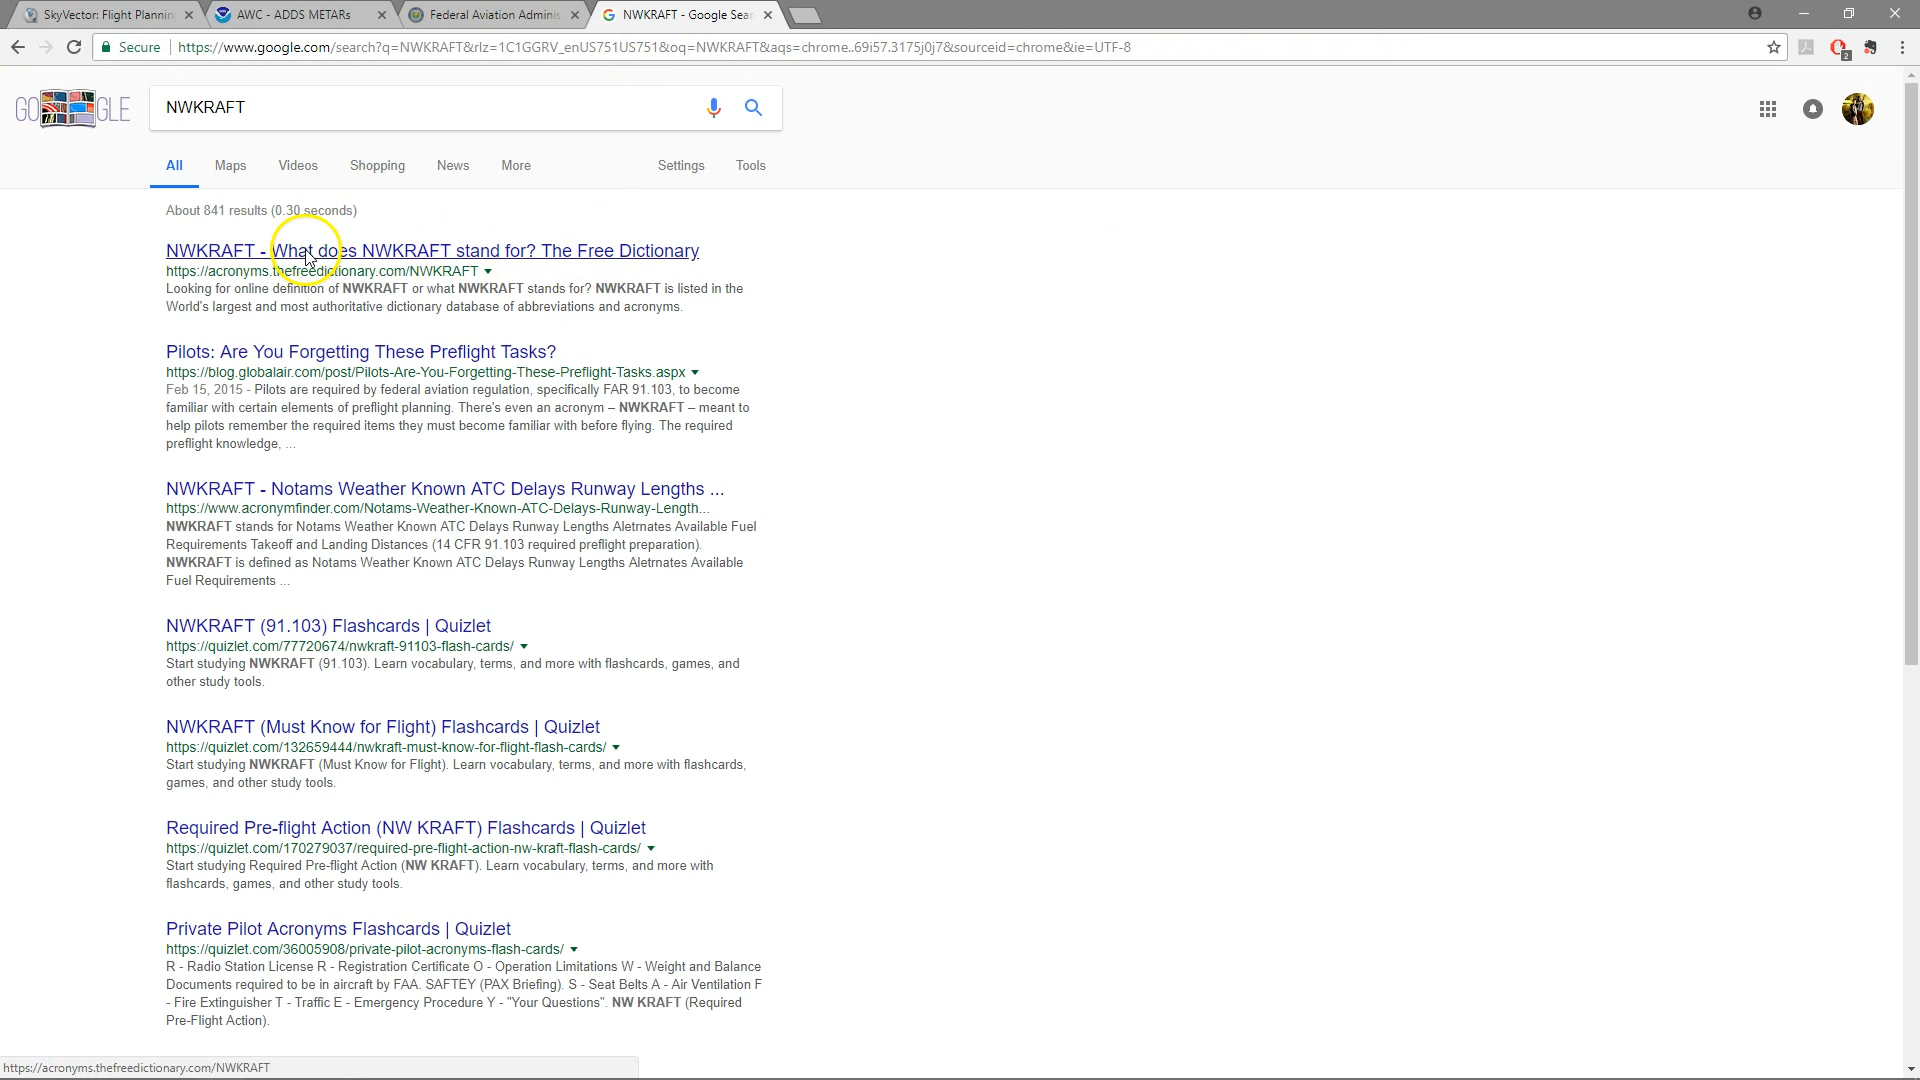 SkyVector: Flight Plannin
AWC - ADDS METARs
Federal Aviation Adminis
NWKRAFT - Google Sear
Secure
https://www.google.com/search?q=NWKRAFT&rlz=1C1GGRV_enUS751US751&oq=NWKRAFT&aqs=chrome..69i57.3175j0j7&sourceid=chrome&ie=UTF-8
2
GO GLE
NWKRAFT
All Maps Videos Shopping News More Settings Tools
About 841 results (0.30 seconds)
NWKRAFT - What does NWKRAFT stand for? The Free Dictionary
https://acronyms.thefreedictionary.com/NWKRAFT
Looking for online definition of NWKRAFT or what NWKRAFT stands for? NWKRAFT is listed in the
World's largest and most authoritative dictionary database of abbreviations and acronyms.
Pilots: Are You Forgetting These Preflight Tasks?
https://blog.globalair.com/post/Pilots-Are-You-Forgetting-These-Preflight-Tasks.aspx
Feb 15, 2015 - Pilots are required by federal aviation regulation, specifically FAR 91.103, to become
familiar with certain elements of preflight planning. There's even an acronym – NWKRAFT – meant to
help pilots remember the required items they must become familiar with before flying. The required
preflight knowledge, ...
NWKRAFT - Notams Weather Known ATC Delays Runway Lengths ...
https://www.acronymfinder.com/Notams-Weather-Known-ATC-Delays-Runway-Length...
NWKRAFT stands for Notams Weather Known ATC Delays Runway Lengths Aletrnates Available Fuel
Requirements Takeoff and Landing Distances (14 CFR 91.103 required preflight preparation).
NWKRAFT is defined as Notams Weather Known ATC Delays Runway Lengths Aletrnates Available
Fuel Requirements ...
NWKRAFT (91.103) Flashcards | Quizlet
https://quizlet.com/77720674/nwkraft-91103-flash-cards/
Start studying NWKRAFT (91.103). Learn vocabulary, terms, and more with flashcards, games, and
other study tools.
NWKRAFT (Must Know for Flight) Flashcards | Quizlet
https://quizlet.com/132659444/nwkraft-must-know-for-flight-flash-cards/
Start studying NWKRAFT (Must Know for Flight). Learn vocabulary, terms, and more with flashcards,
games, and other study tools.
Required Pre-flight Action (NW KRAFT) Flashcards | Quizlet
https://quizlet.com/170279037/required-pre-flight-action-nw-kraft-flash-cards/
Start studying Required Pre-flight Action (NW KRAFT). Learn vocabulary, terms, and more with
flashcards, games, and other study tools.
Private Pilot Acronyms Flashcards | Quizlet
https://quizlet.com/36005908/private-pilot-acronyms-flash-cards/
R - Radio Station License R - Registration Certificate O - Operation Limitations W - Weight and Balance
Documents required to be in aircraft by FAA. SAFTEY (PAX Briefing). S - Seat Belts A - Air Ventilation F
- Fire Extinguisher T - Traffic E - Emergency Procedure Y - "Your Questions". NW KRAFT (Required
Pre-Flight Action).
https://acronyms.thefreedictionary.com/NWKRAFT